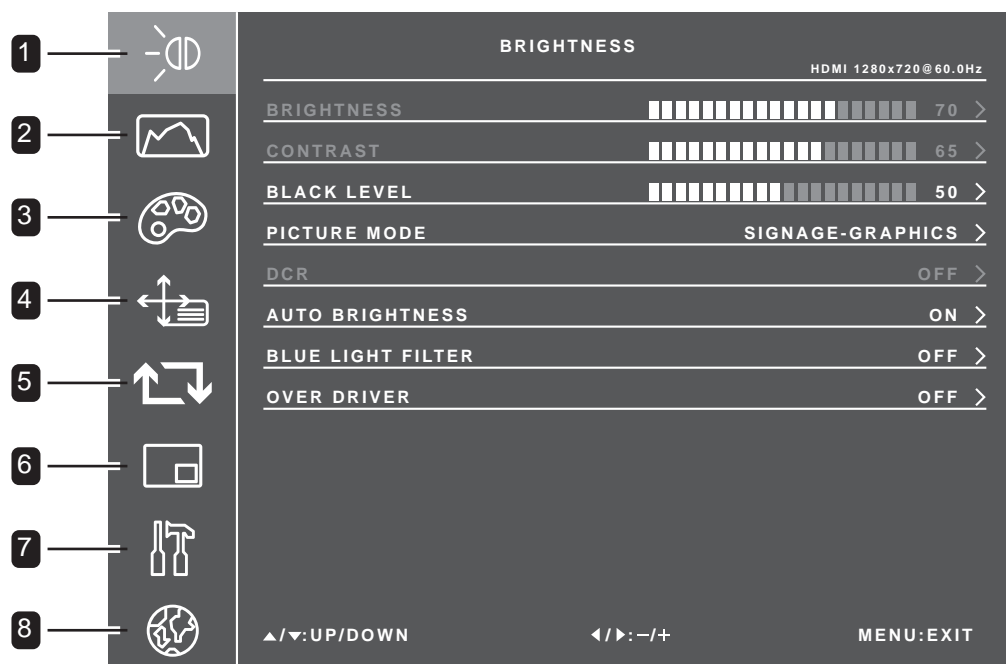 1
2
3
4
5
6
7
8
BRIGHTNESS
HDMI 1280x720@60.0Hz
BRIGHTNESS 70 >
CONTRAST 65 >
BLACK LEVEL 50 >
PICTURE MODE SIGNAGE-GRAPHICS >
DCR OFF >
AUTO BRIGHTNESS ON >
BLUE LIGHT FILTER OFF >
OVER DRIVER OFF >
▲/▼:UP/DOWN ◀/▶:−/+ MENU:EXIT